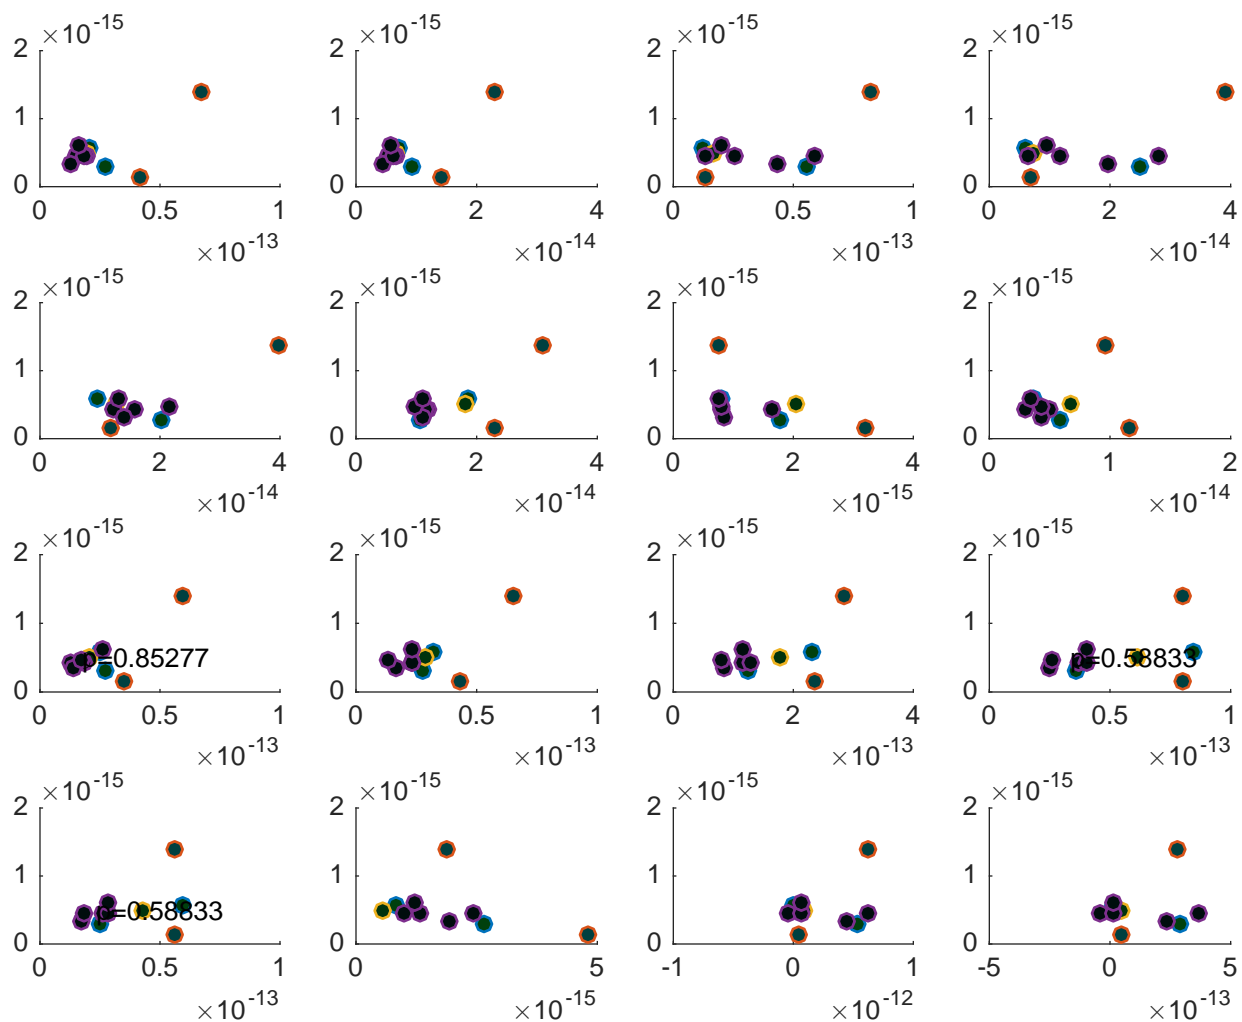 ×10-15 ×10-15 ×10-15 ×10-15
2 2 2 2
1 1 1 1
0 0 0 0
0 0.5 1 0 2 4 0 0.5 1 0 2 4
×10-13 ×10-14 ×10-13 ×10-14
×10-15 ×10-15 ×10-15 ×10-15
2 2 2 2
1 1 1 1
0 0 0 0
0 2 4 0 2 4 0 2 4 0 1 2
×10-14 ×10-14 ×10-15 ×10-14
×10-15 ×10-15 ×10-15 ×10-15
2 2 2 2
1 1 1 1
p=0.85277 p=0.58833
0 0 0 0
0 0.5 1 0 0.5 1 0 2 4 0 0.5 1
×10-13 ×10-13 ×10-13 ×10-13
×10-15 ×10-15 ×10-15 ×10-15
2 2 2 2
1 1 1 1
p=0.58833
0 0 0 0
0 0.5 1 0 5 -1 0 1 -5 0 5
×10-13 ×10-15 ×10-12 ×10-13